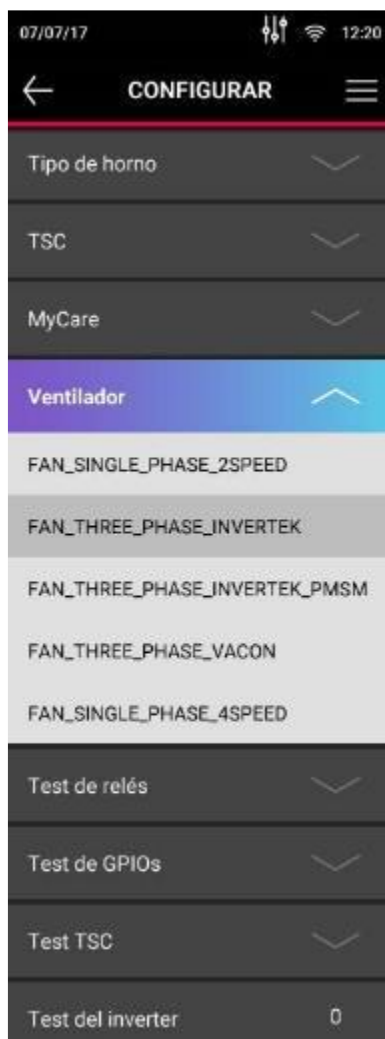 07/07/17 12:20
CONFIGURAR
Tipo de horno
TSC
MyCare
Ventilador
FAN_SINGLE_PHASE_2SPEED
FAN_THREE_PHASE_INVERTEK
FAN_THREE_PHASE_INVERTEK_PMSM
FAN_THREE_PHASE_VACON
FAN_SINGLE_PHASE_4SPEED
Test de relés
Test de GPIOs
Test TSC
Test del inverter 0